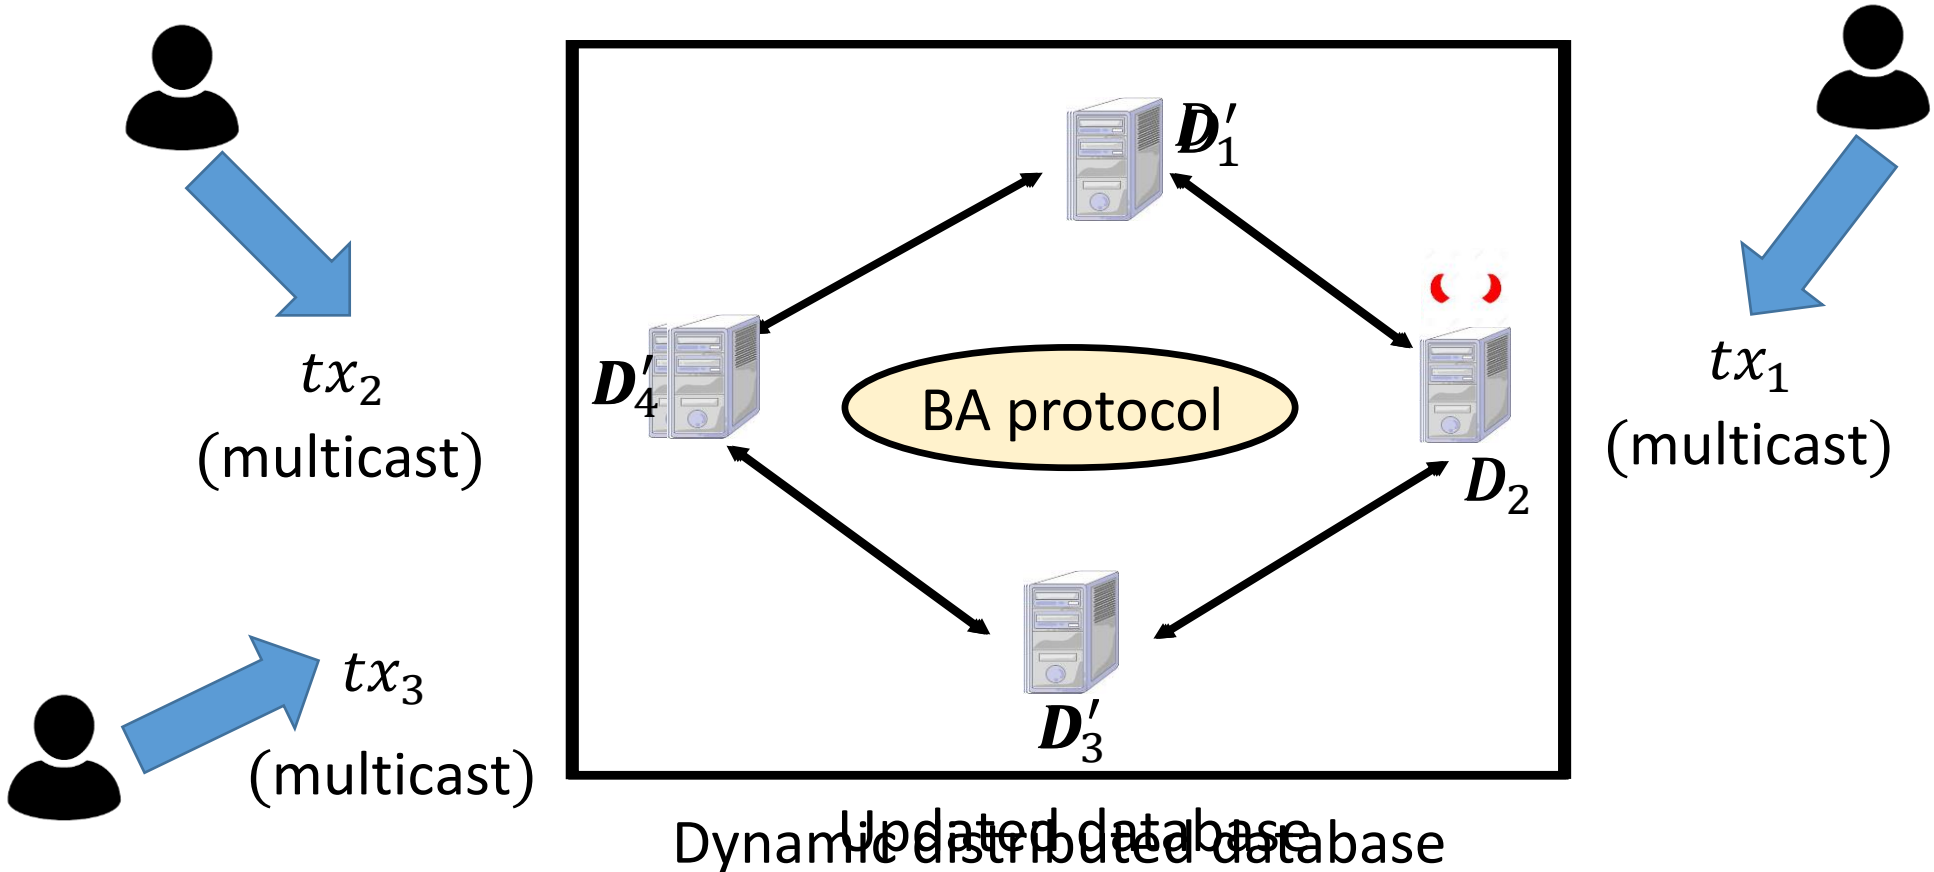 D′₁
tx₂
(multicast)
tx₁
(multicast)
D′₄
BA protocol
D₂
tx₃
(multicast)
D′₃
Updated database
Dynamic distributed database